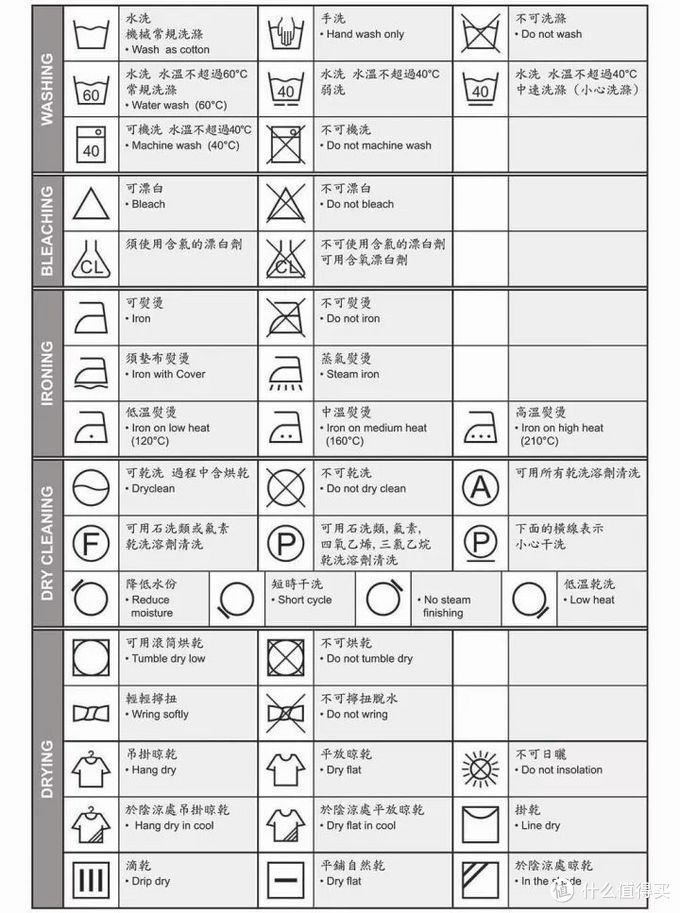 WASHING
水洗
機械常規洗滌
• Wash as cotton
手洗
• Hand wash only
不可洗滌
• Do not wash
60
水洗 水溫不超過60°C
常規洗滌
• Water wash (60°C)
40
水洗 水溫不超過40°C
弱洗
40
水洗 水溫不超過40°C
中速洗滌（小心洗滌）
40
可機洗 水溫不超過40°C
• Machine wash (40°C)
不可機洗
• Do not machine wash
BLEACHING
可漂白
• Bleach
不可漂白
• Do not bleach
CL
須使用含氯的漂白劑
CL
不可使用含氯的漂白劑
可用含氧漂白劑
IRONING
可熨燙
• Iron
不可熨燙
• Do not iron
須墊布熨燙
• Iron with Cover
蒸氣熨燙
• Steam iron
低溫熨燙
• Iron on low heat
(120°C)
中溫熨燙
• Iron on medium heat
(160°C)
高溫熨燙
• Iron on high heat
(210°C)
DRY CLEANING
可乾洗 過程中含烘乾
• Dryclean
不可乾洗
• Do not dry clean
A
可用所有乾洗溶劑清洗
F
可用石洗類或氟素
乾洗溶劑清洗
P
可用石洗類, 氟素,
四氧乙烯, 三氯乙烷
乾洗溶劑清洗
P
下面的橫線表示
小心干洗
降低水份
• Reduce
moisture
短時干洗
• Short cycle
• No steam
finishing
低溫乾洗
• Low heat
DRYING
可用滾筒烘乾
• Tumble dry low
不可烘乾
• Do not tumble dry
輕輕擰扭
• Wring softly
不可擰扭脫水
• Do not wring
吊掛晾乾
• Hang dry
平放晾乾
• Dry flat
不可日曬
• Do not insolation
於陰涼處吊掛晾乾
• Hang dry in cool
於陰涼處平放晾乾
• Dry flat in cool
掛乾
• Line dry
滴乾
• Drip dry
平鋪自然乾
• Dry flat
於陰涼處晾乾
• In the shade
值 什么值得买